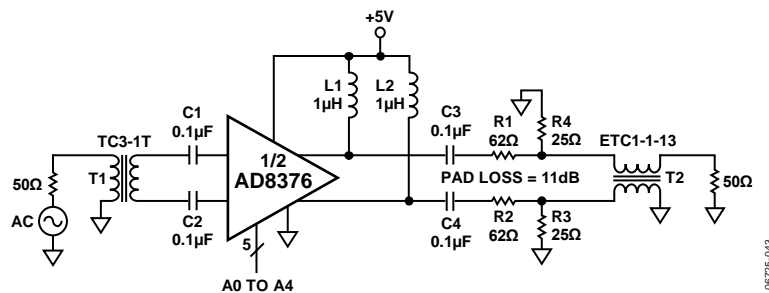 +5V
L1
1µH
L2
1µH
C1
0.1µF
C3
0.1µF
R1
62Ω
R4
25Ω
TC3-1T
ETC1-1-13
50Ω
T1
1/2
AD8376
PAD LOSS = 11dB
T2
50Ω
AC
C2
0.1µF
C4
0.1µF
R2
62Ω
R3
25Ω
5
A0 TO A4
06725-043